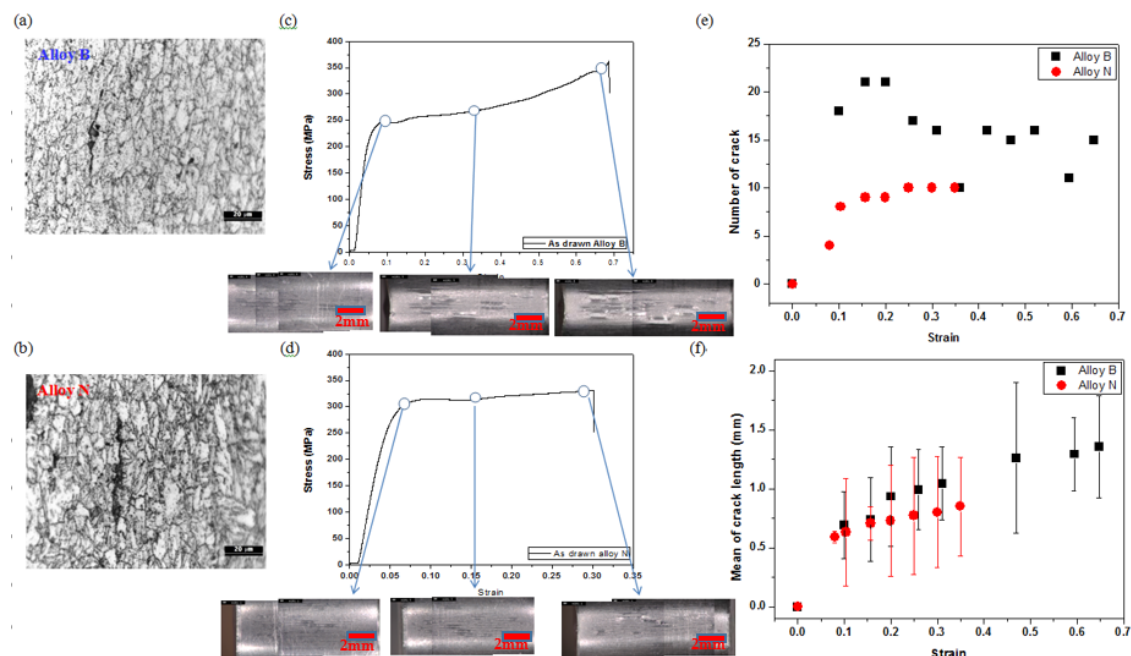 (a)
Alloy B
20 µm
(b)
Alloy N
20 µm
(c)
400
350
300
250
200
150
100
50
0
Stress (MPa)
As drawn Alloy B
0.0 0.1 0.2 0.3 0.4 0.5 0.6 0.7
2mm 2mm 2mm
(d)
400
350
300
250
200
150
100
50
0
Stress (MPa)
As drawn alloy N
0.00 0.05 0.10 0.15 0.20 0.25 0.30 0.35
Strain
2mm 2mm 2mm
(e)
25
20
15
10
5
0
Number of crack
Alloy B
Alloy N
0.0 0.1 0.2 0.3 0.4 0.5 0.6 0.7
Strain
(f)
2.0
1.5
1.0
0.5
0.0
Mean of crack length (mm)
Alloy B
Alloy N
0.0 0.1 0.2 0.3 0.4 0.5 0.6 0.7
Strain